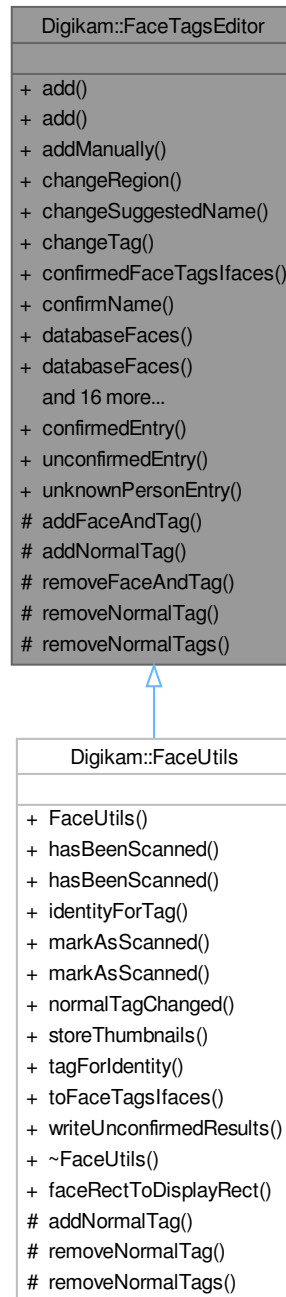 Digikam::FaceTagsEditor
+ add()
+ add()
+ addManually()
+ changeRegion()
+ changeSuggestedName()
+ changeTag()
+ confirmedFaceTagsIfaces()
+ confirmName()
+ databaseFaces()
+ databaseFaces()
and 16 more...
+ confirmedEntry()
+ unconfirmedEntry()
+ unknownPersonEntry()
# addFaceAndTag()
# addNormalTag()
# removeFaceAndTag()
# removeNormalTag()
# removeNormalTags()
Digikam::FaceUtils
+ FaceUtils()
+ hasBeenScanned()
+ hasBeenScanned()
+ identityForTag()
+ markAsScanned()
+ markAsScanned()
+ normalTagChanged()
+ storeThumbnails()
+ tagForIdentity()
+ toFaceTagsIfaces()
+ writeUnconfirmedResults()
+ ~FaceUtils()
+ faceRectToDisplayRect()
# addNormalTag()
# removeNormalTag()
# removeNormalTags()